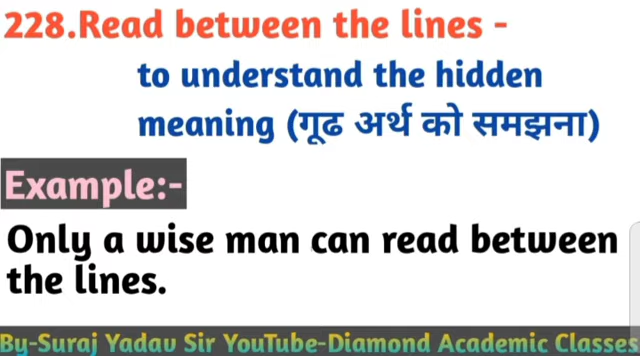 228.Read between the lines -
to understand the hidden
meaning (गूढ अर्थ को समझना)
Example:-
Only a wise man can read between
the lines.
By-Suraj Yadav Sir YouTube-Diamond Academic Classes